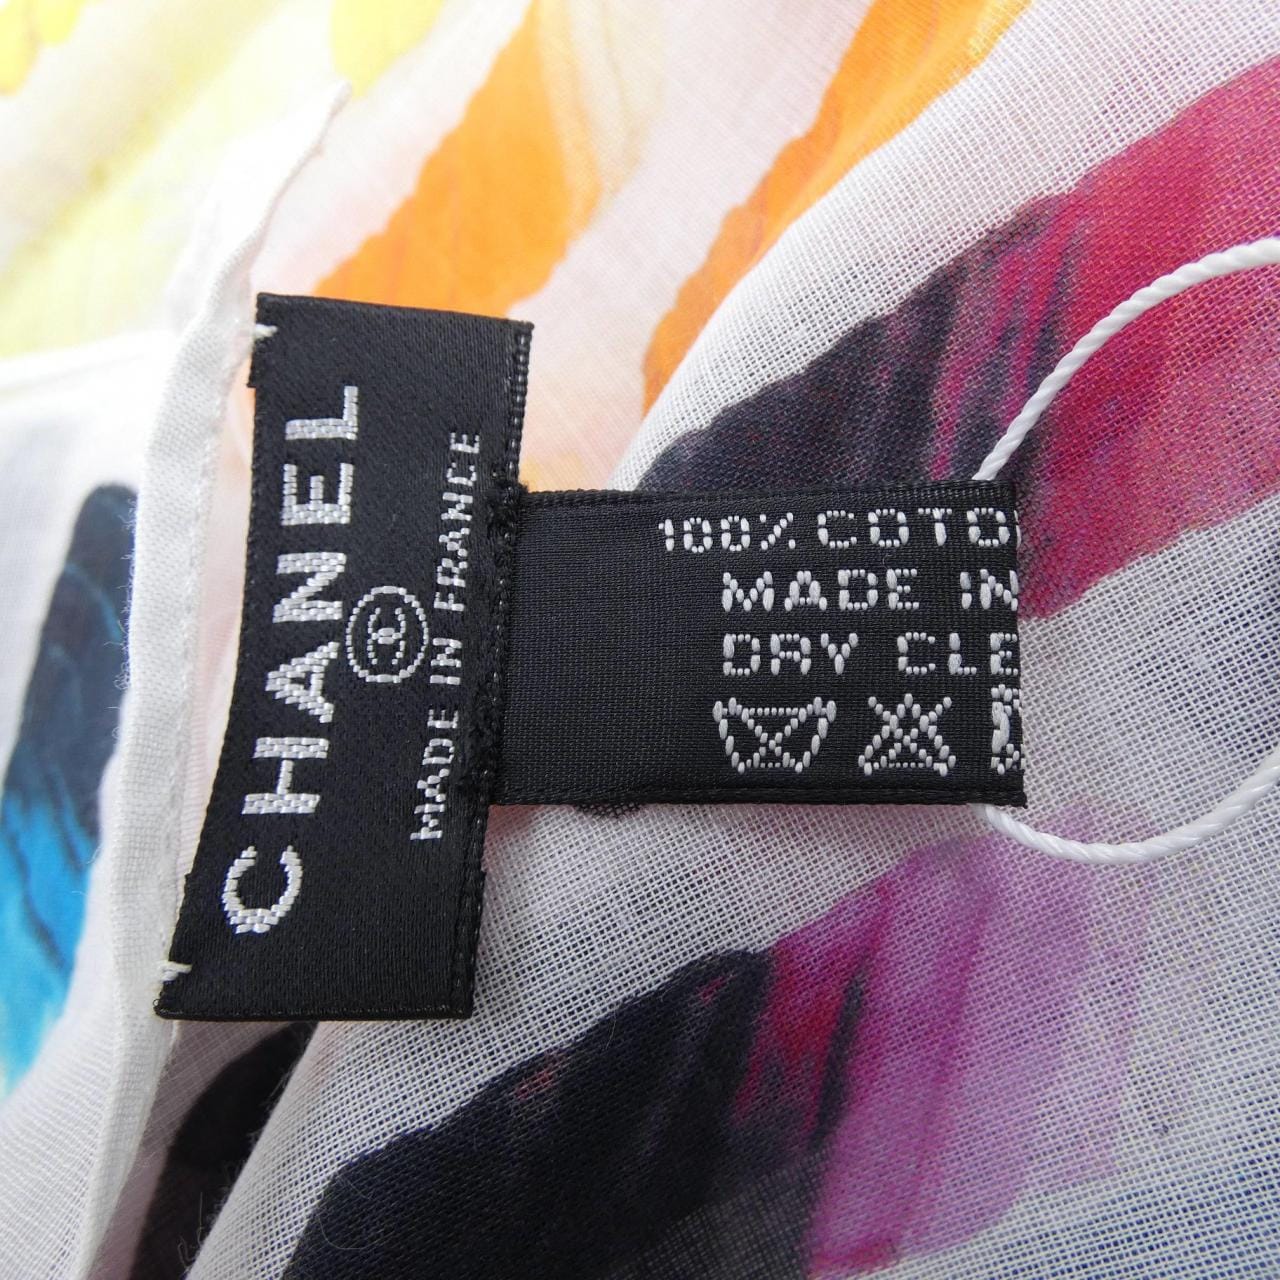 CHANEL
MADE IN FRANCE
100% COTO
MADE IN
DRY CLE